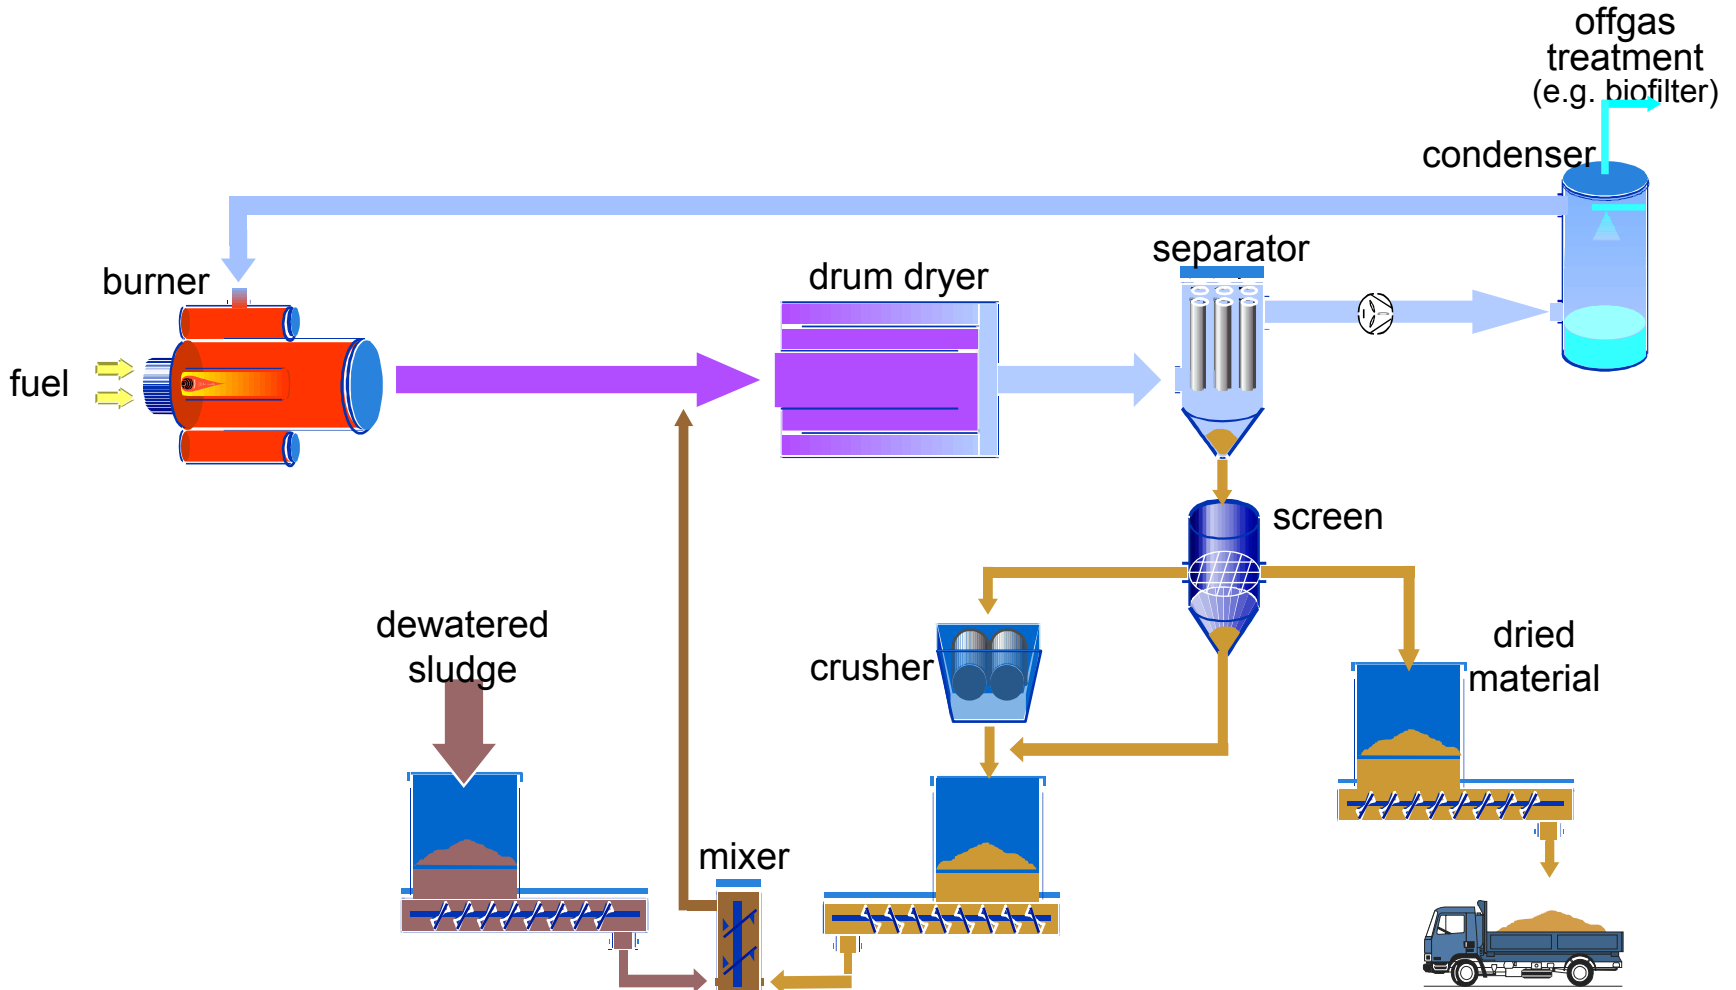 offgas
treatment
(e.g. biofilter)
condenser
separator
drum dryer
burner
fuel
screen
dewatered
sludge
crusher
dried
material
mixer